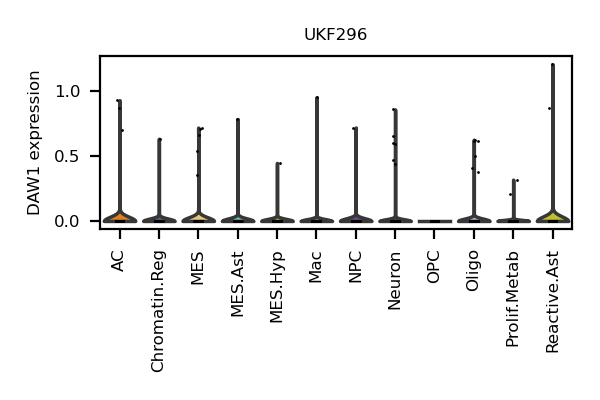 UKF296
DAW1 expression
1.0
0.5
0.0
AC
Chromatin.Reg
MES
MES.Ast
MES.Hyp
Mac
NPC
Neuron
OPC
Oligo
Prolif.Metab
Reactive.Ast